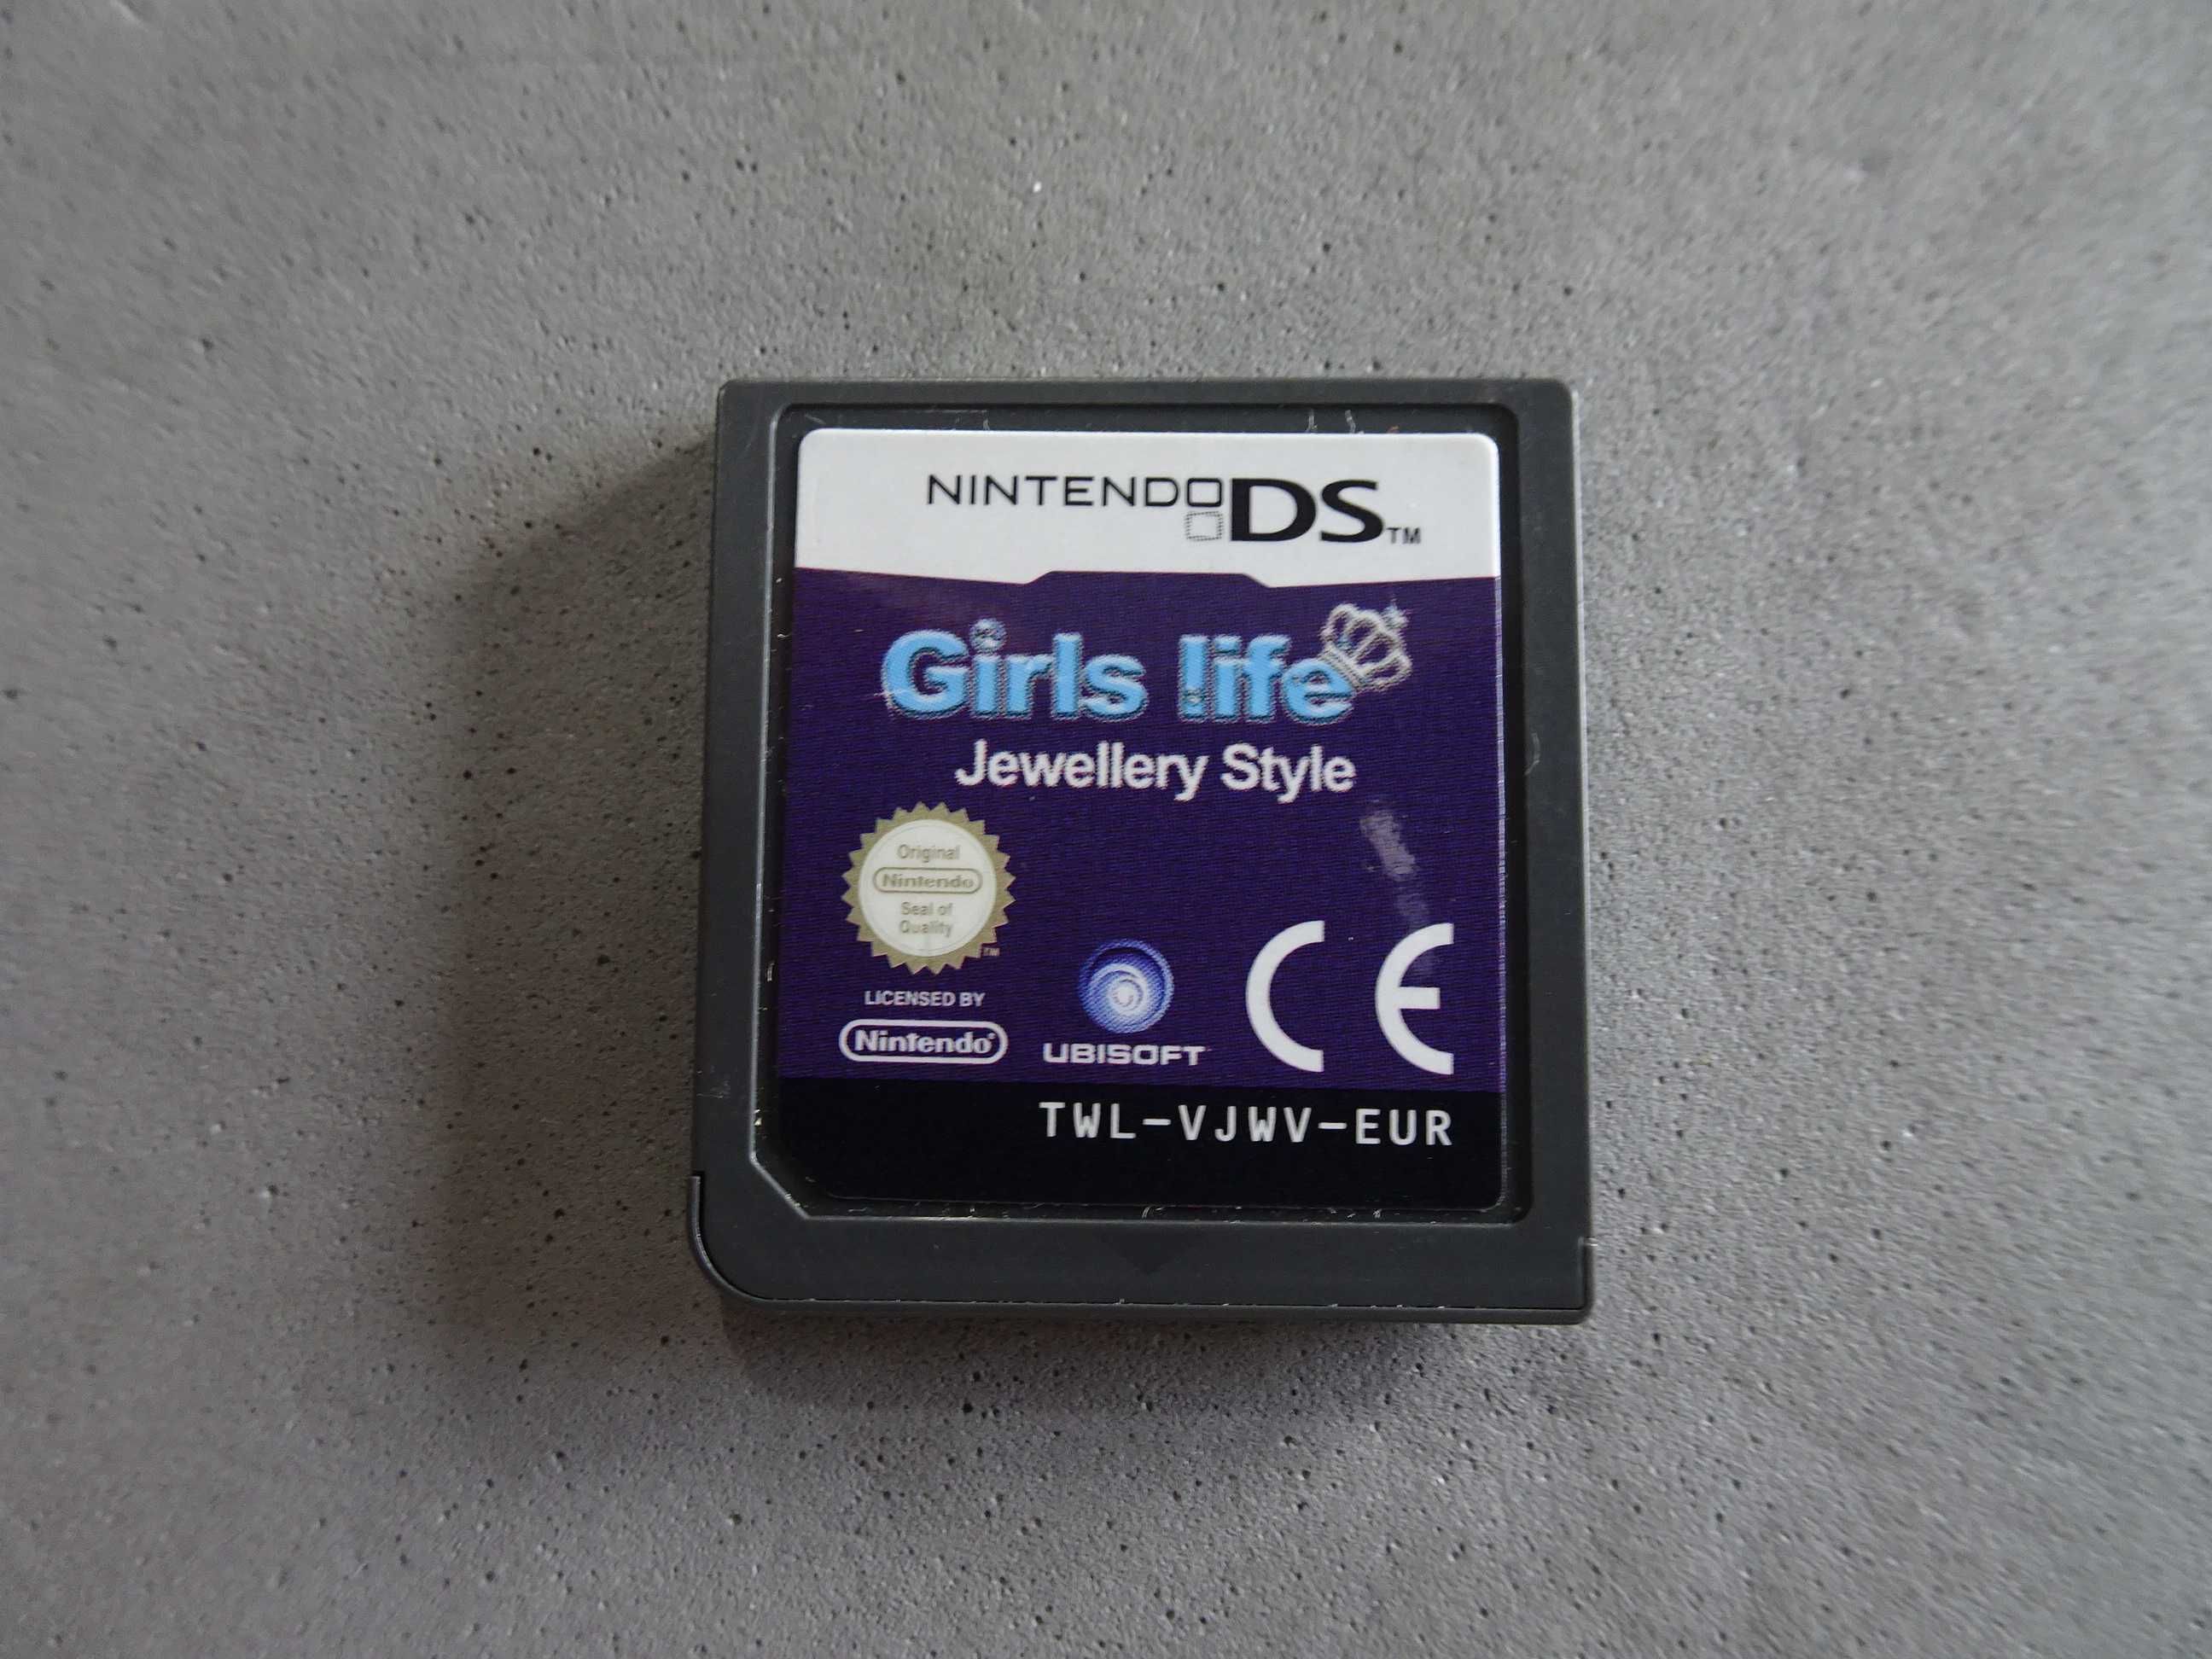 NINTENDO DS™
Girls life
Jewellery Style
Original
Nintendo
Seal of
Quality
™
LICENSED BY
Nintendo®
UBISOFT
CE
TWL-VJWV-EUR